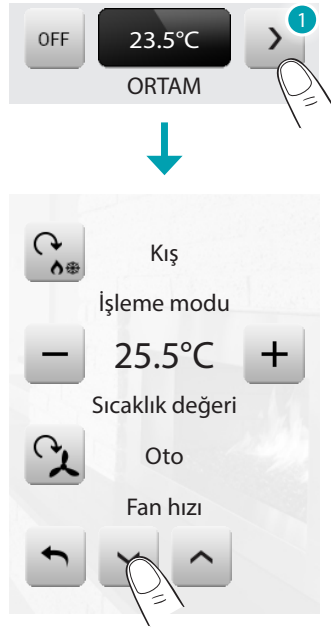 OFF 23.5°C 1
ORTAM
Kış
İşleme modu
25.5°C
Sıcaklık değeri
Oto
Fan hızı